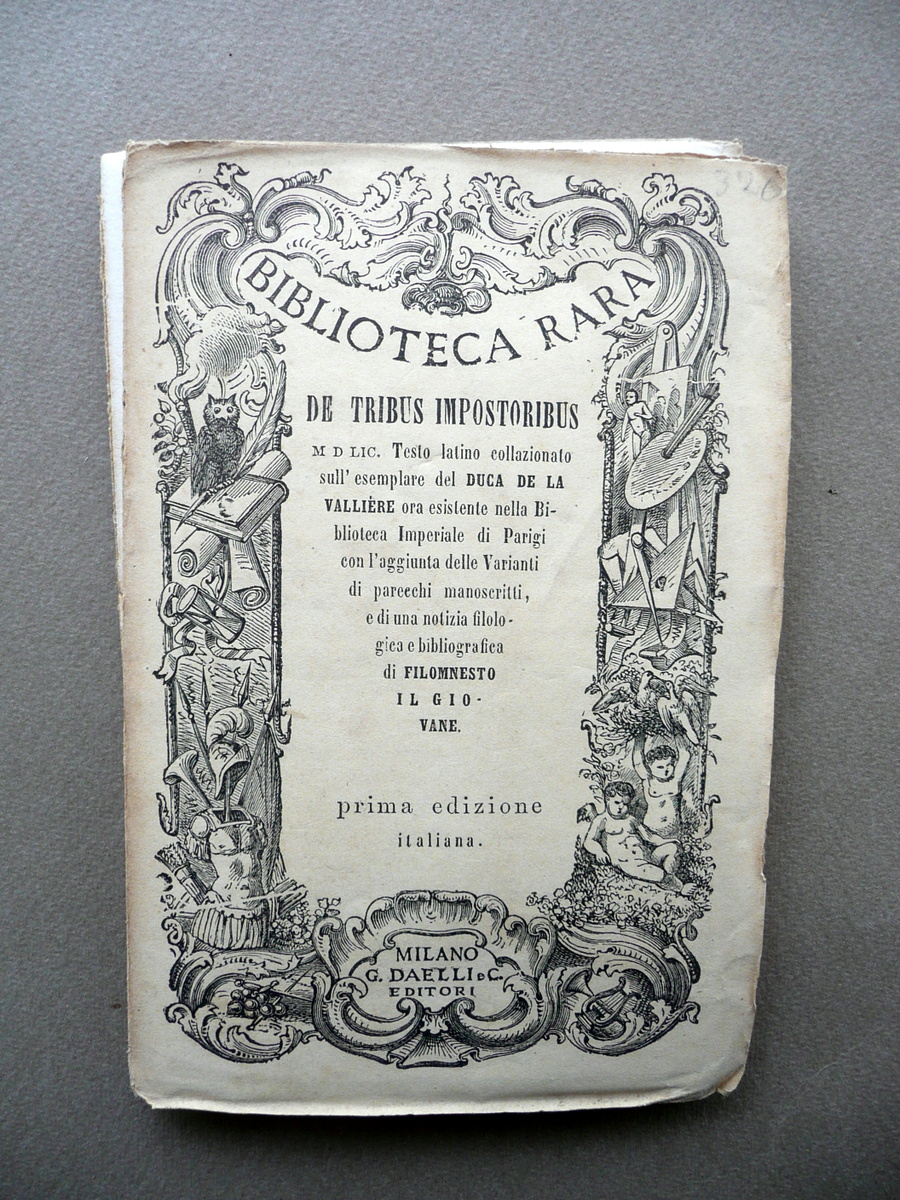 326
BIBLIOTECA RARA
DE TRIBUS IMPOSTORIBUS
M D LIC. Testo latino collazionato
sull' esemplare del DUCA DE LA
VALLIÈRE ora esistente nella Bi-
blioteca Imperiale di Parigi
con l'aggiunta delle Varianti
di parecchi manoscritti,
e di una notizia filolo-
gica e bibliografica
di FILOMNESTO
IL GIO-
VANE.
prima edizione
italiana.
MILANO
G. DAELLI e C.
EDITORI